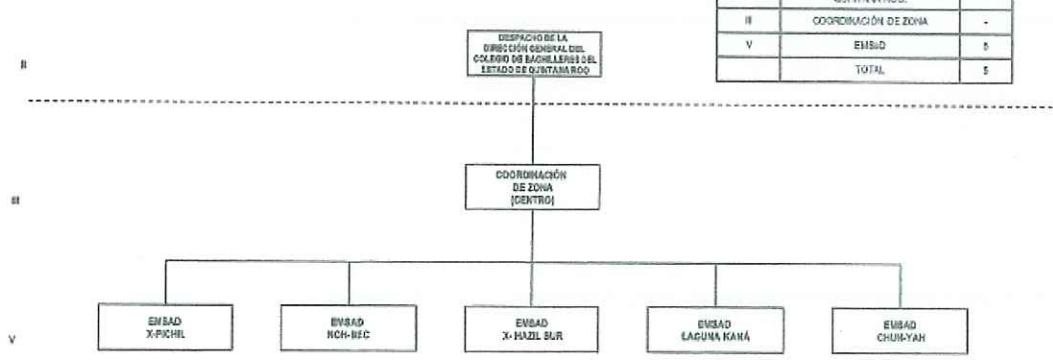 III COORDINACIÓN DE ZONA -
V EMSAD 5
TOTAL 5
II
DESPACHO DE LA
DIRECCIÓN GENERAL DEL
COLEGIO DE BACHILLERES DEL
ESTADO DE QUINTANA ROO
III
COORDINACIÓN
DE ZONA
(CENTRO)
V
EMSAD
X-PICHIL
EMSAD
NOH-BEC
EMSAD
X- HAZIL SUR
EMSAD
LAGUNA KANÁ
EMSAD
CHUN-YAH